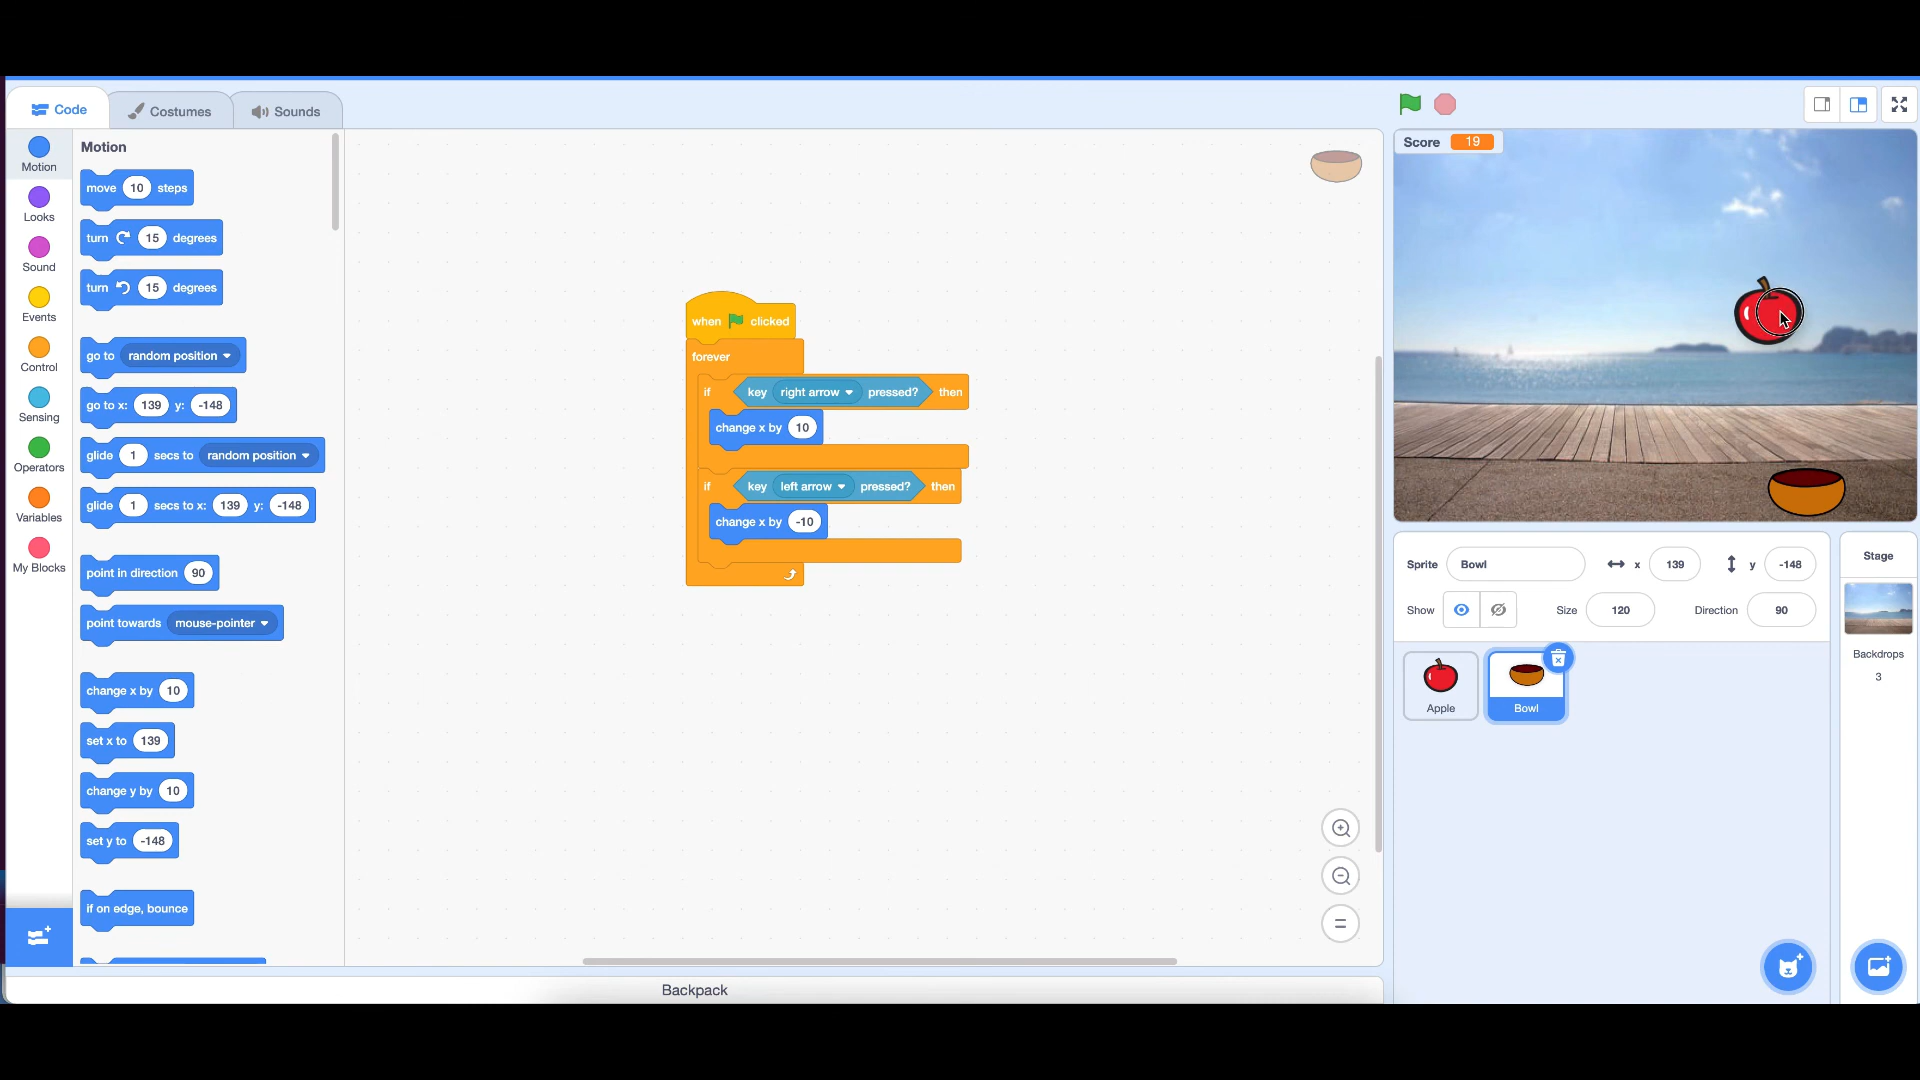 Code
Costumes
Sounds
Motion
Looks
Sound
Events
Control
Sensing
Operators
Variables
My Blocks
Motion
move 10 steps
turn 15 degrees
turn 15 degrees
go to random position
go to x: 139 y: -148
glide 1 secs to random position
glide 1 secs to x: 139 y: -148
point in direction 90
point towards mouse-pointer
change x by 10
set x to 139
change y by 10
set y to -148
if on edge, bounce
when clicked
forever
if key right arrow pressed? then
change x by 10
if key left arrow pressed? then
change x by -10
Backpack
Score 19
Sprite Bowl x 139 y -148
Show Size 120 Direction 90
Apple
Bowl
Stage
Backdrops
3